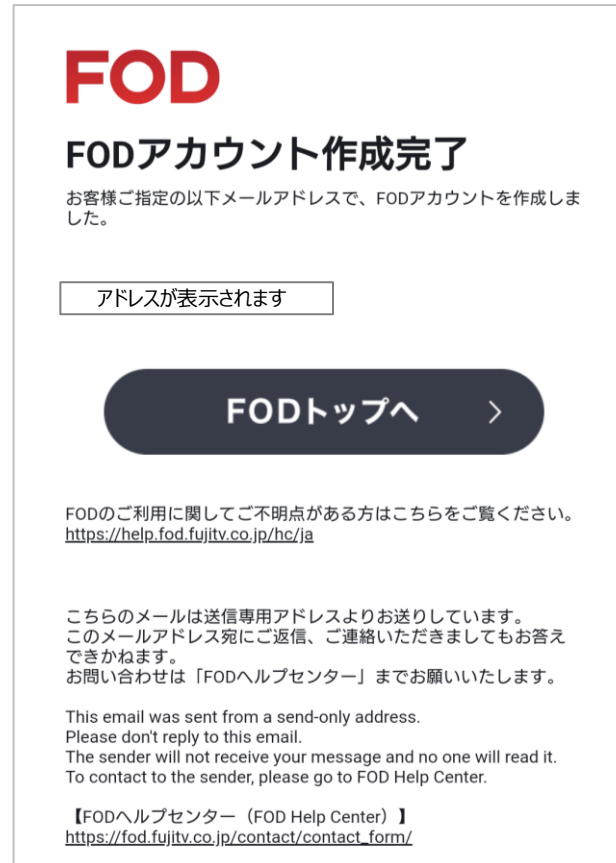 FOD
FODアカウント作成完了
お客様ご指定の以下メールアドレスで、FODアカウントを作成しま
した。
アドレスが表示されます
FODトップへ
FODのご利用に関してご不明点がある方はこちらをご覧ください。
https://help.fod.fujitv.co.jp/hc/ja
こちらのメールは送信専用アドレスよりお送りしています。
このメールアドレス宛にご返信、ご連絡いただきましてもお答え
できかねます。
お問い合わせは「FODヘルプセンター」までお願いいたします。
This email was sent from a send-only address.
Please don't reply to this email.
The sender will not receive your message and no one will read it.
To contact to the sender, please go to FOD Help Center.
【FODヘルプセンター（FOD Help Center）】
https://fod.fujitv.co.jp/contact/contact_form/